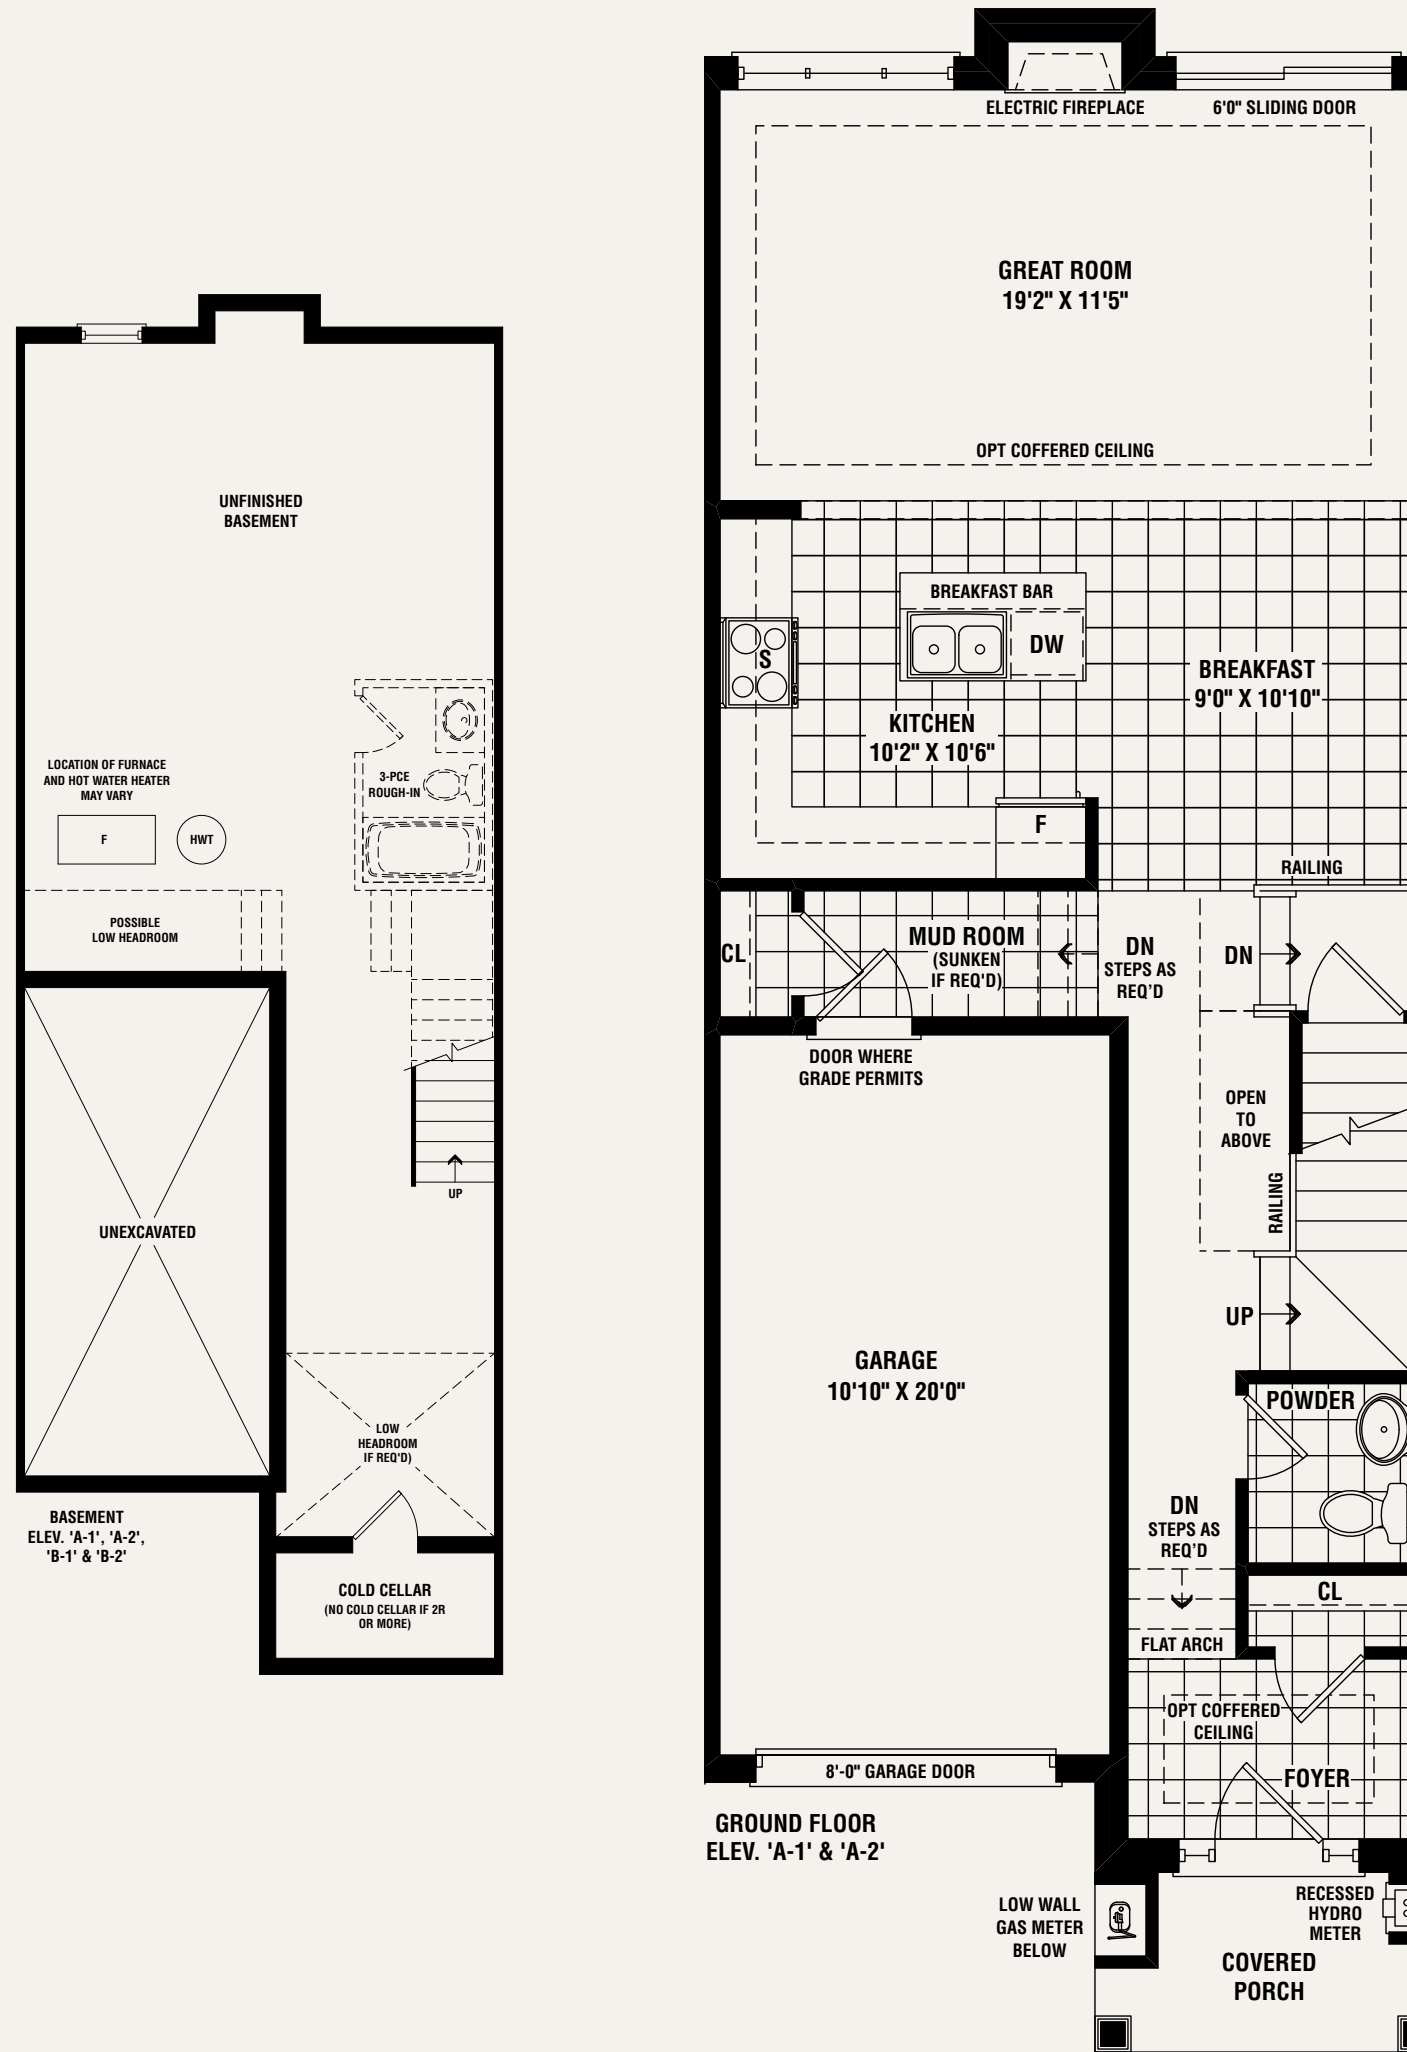 UNFINISHED
BASEMENT
LOCATION OF FURNACE
AND HOT WATER HEATER
MAY VARY
F
HWT
3-PCE
ROUGH-IN
POSSIBLE
LOW HEADROOM
UNEXCAVATED
UP
LOW
HEADROOM
IF REQ'D)
COLD CELLAR
(NO COLD CELLAR IF 2R
OR MORE)
BASEMENT
ELEV. 'A-1', 'A-2',
'B-1' & 'B-2'
ELECTRIC FIREPLACE
6'0" SLIDING DOOR
GREAT ROOM
19'2" X 11'5"
OPT COFFERED CEILING
BREAKFAST BAR
DW
S
KITCHEN
10'2" X 10'6"
BREAKFAST
9'0" X 10'10"
F
RAILING
CL
MUD ROOM
(SUNKEN
IF REQ'D)
DN
STEPS AS
REQ'D
DN
DOOR WHERE
GRADE PERMITS
OPEN
TO
ABOVE
RAILING
UP
GARAGE
10'10" X 20'0"
POWDER
DN
STEPS AS
REQ'D
CL
FLAT ARCH
OPT COFFERED
CEILING
FOYER
8'-0" GARAGE DOOR
GROUND FLOOR
ELEV. 'A-1' & 'A-2'
LOW WALL
GAS METER
BELOW
RECESSED
HYDRO
METER
COVERED
PORCH